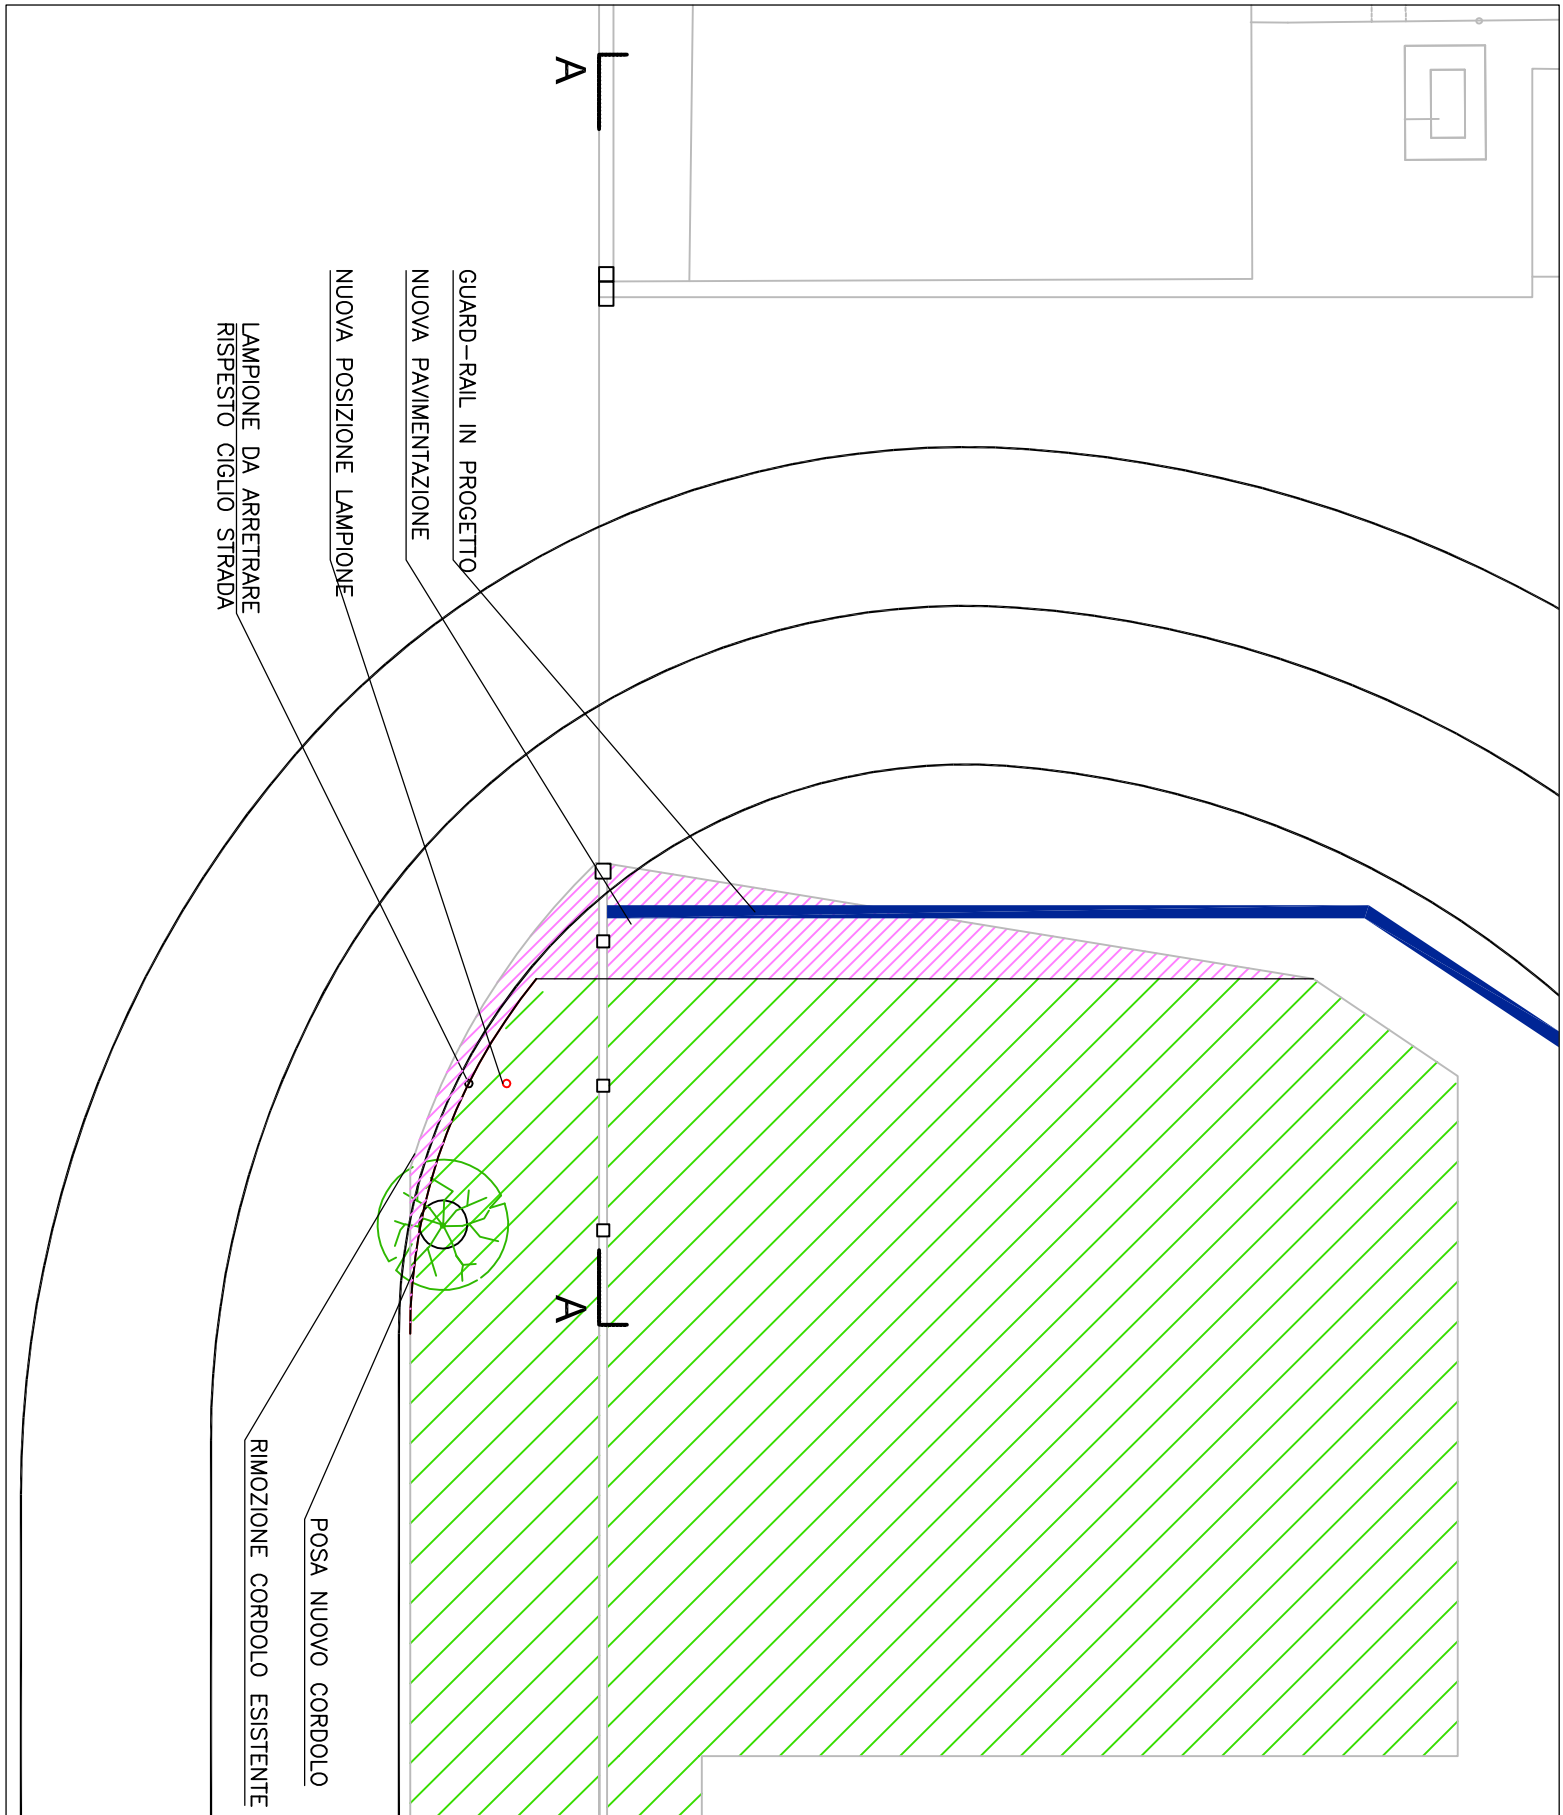 A
GUARD-RAIL IN PROGETTO
NUOVA PAVIMENTAZIONE
NUOVA POSIZIONE LAMPIONE
LAMPIONE DA ARRETRARE
RISPESTO CIGLIO STRADA
A
POSA NUOVO CORDOLO
RIMOZIONE CORDOLO ESISTENTE